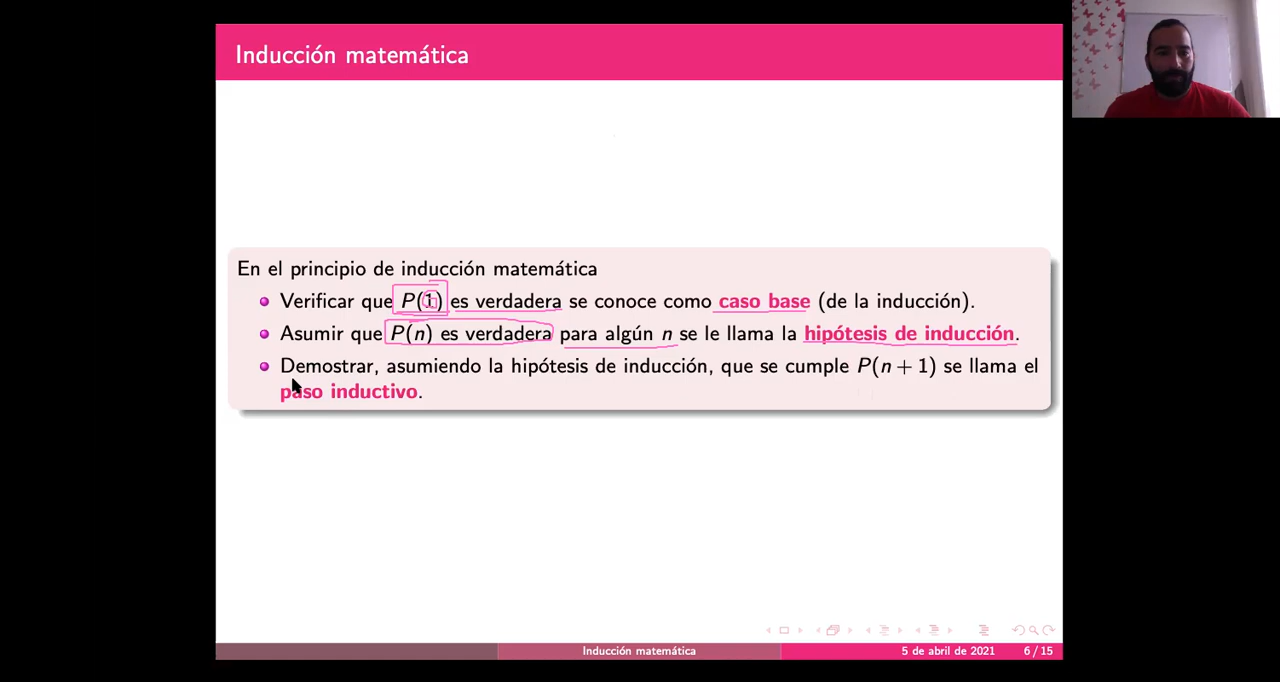 Inducción matemática
En el principio de inducción matemática
Verificar que P(1) es verdadera se conoce como caso base (de la inducción).
Asumir que P(n) es verdadera para algún n se le llama la hipótesis de inducción.
Demostrar, asumiendo la hipótesis de inducción, que se cumple P(n + 1) se llama el
paso inductivo.
Inducción matemática
5 de abril de 2021
6 / 15